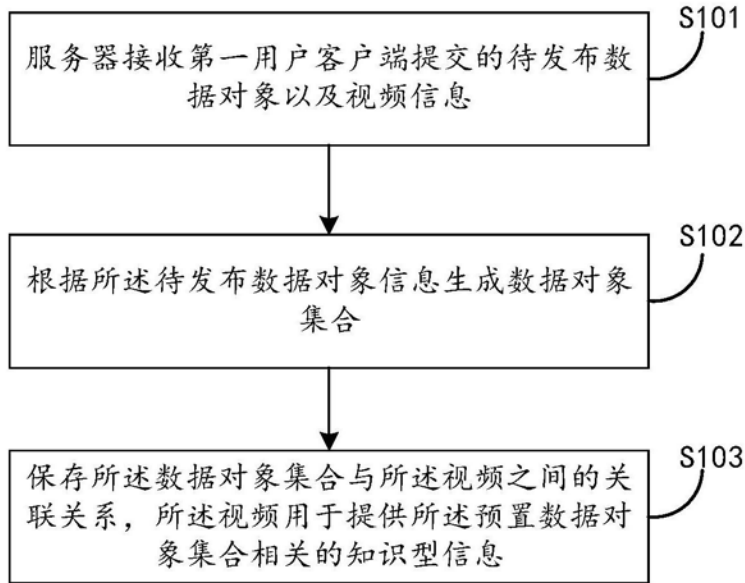 S101
服务器接收第一用户客户端提交的待发布数
据对象以及视频信息
S102
根据所述待发布数据对象信息生成数据对象
集合
S103
保存所述数据对象集合与所述视频之间的关
联关系，所述视频用于提供所述预置数据对
象集合相关的知识型信息